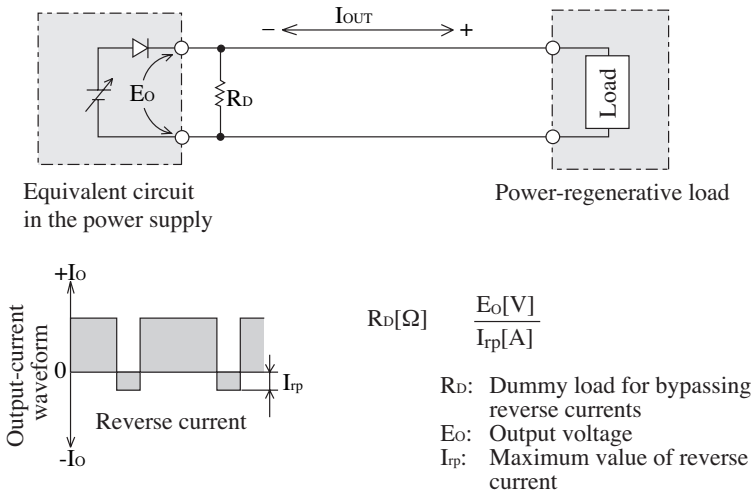 IOUT
− +
EO
RD
Load
Equivalent circuit
in the power supply
Power-regenerative load
+IO
Output-current
waveform
0
Irp
Reverse current
-IO
RD[Ω] EO[V]
Irp[A]
RD: Dummy load for bypassing
reverse currents
EO: Output voltage
Irp: Maximum value of reverse
current